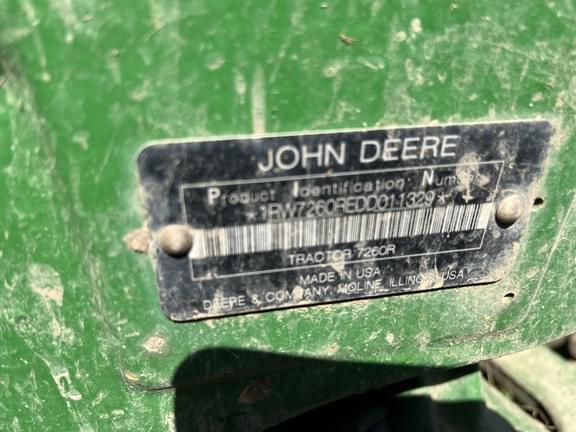 JOHN DEERE
Product Identification Number
*1RW7260REDD011329*
TRACTOR 7260R
MADE IN USA
DEERE & COMPANY, MOLINE, ILLINOIS, USA